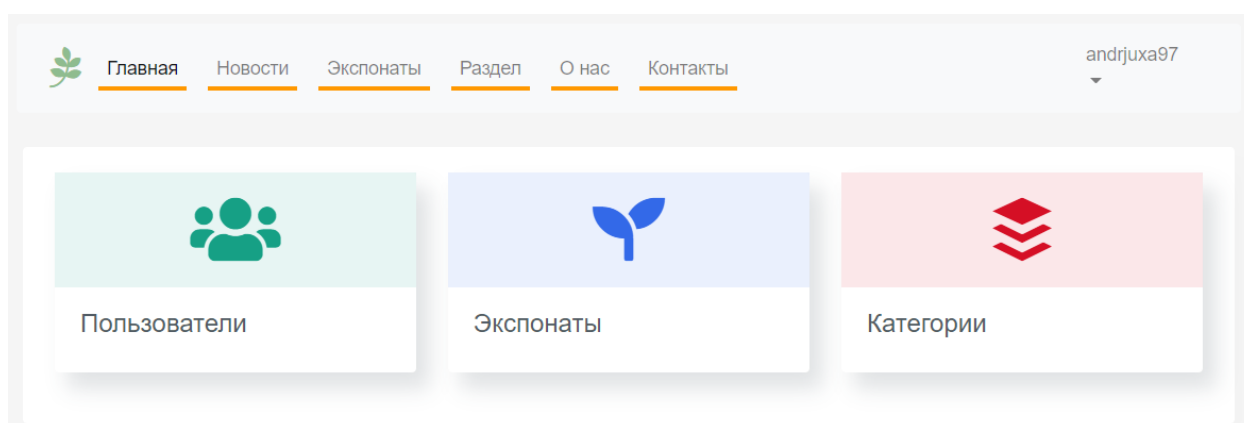 Главная Новости Экспонаты Раздел О нас Контакты andrjuxa97
Пользователи Экспонаты Категории